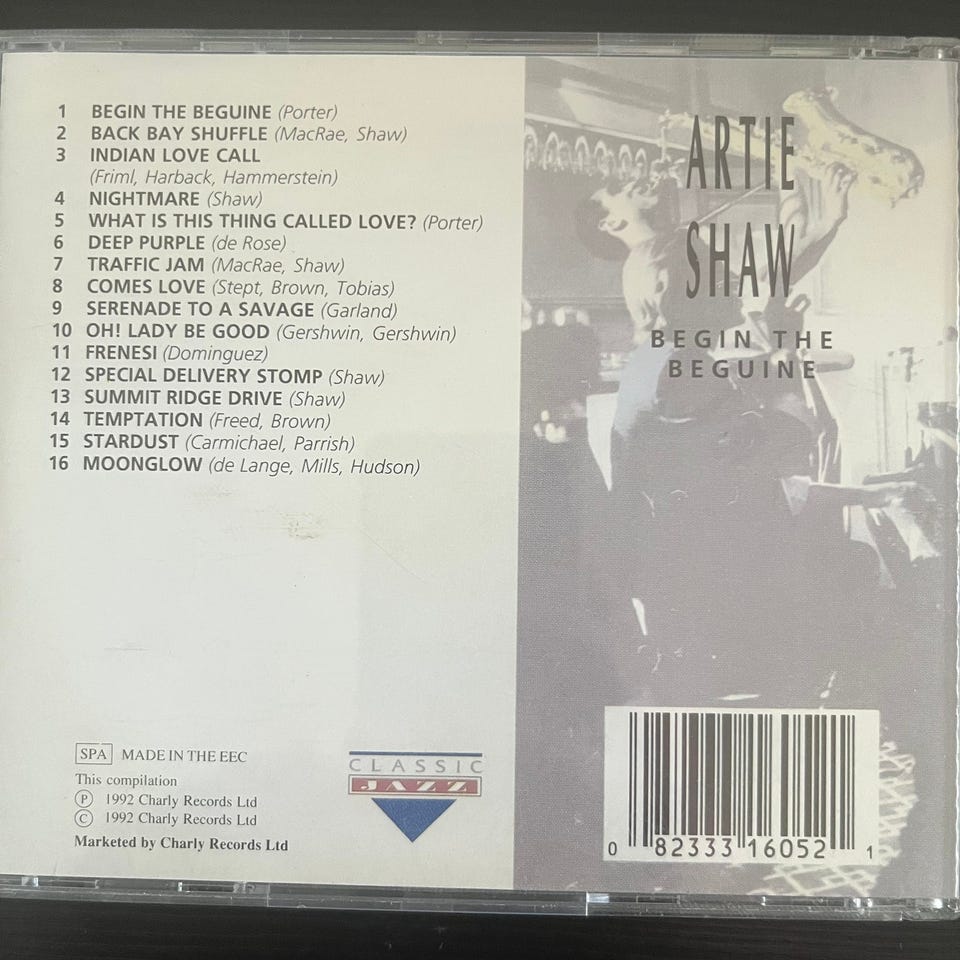 1 BEGIN THE BEGUINE (Porter)
2 BACK BAY SHUFFLE (MacRae, Shaw)
3 INDIAN LOVE CALL
(Friml, Harback, Hammerstein)
4 NIGHTMARE (Shaw)
5 WHAT IS THIS THING CALLED LOVE? (Porter)
6 DEEP PURPLE (de Rose)
7 TRAFFIC JAM (MacRae, Shaw)
8 COMES LOVE (Stept, Brown, Tobias)
9 SERENADE TO A SAVAGE (Garland)
10 OH! LADY BE GOOD (Gershwin, Gershwin)
11 FRENESI (Dominguez)
12 SPECIAL DELIVERY STOMP (Shaw)
13 SUMMIT RIDGE DRIVE (Shaw)
14 TEMPTATION (Freed, Brown)
15 STARDUST (Carmichael, Parrish)
16 MOONGLOW (de Lange, Mills, Hudson)
ARTIE
SHAW
BEGIN THE
BEGUINE
SPA MADE IN THE EEC
This compilation
Ⓟ 1992 Charly Records Ltd
Ⓒ 1992 Charly Records Ltd
Marketed by Charly Records Ltd
CLASSIC
JAZZ
0 82333 16052 1